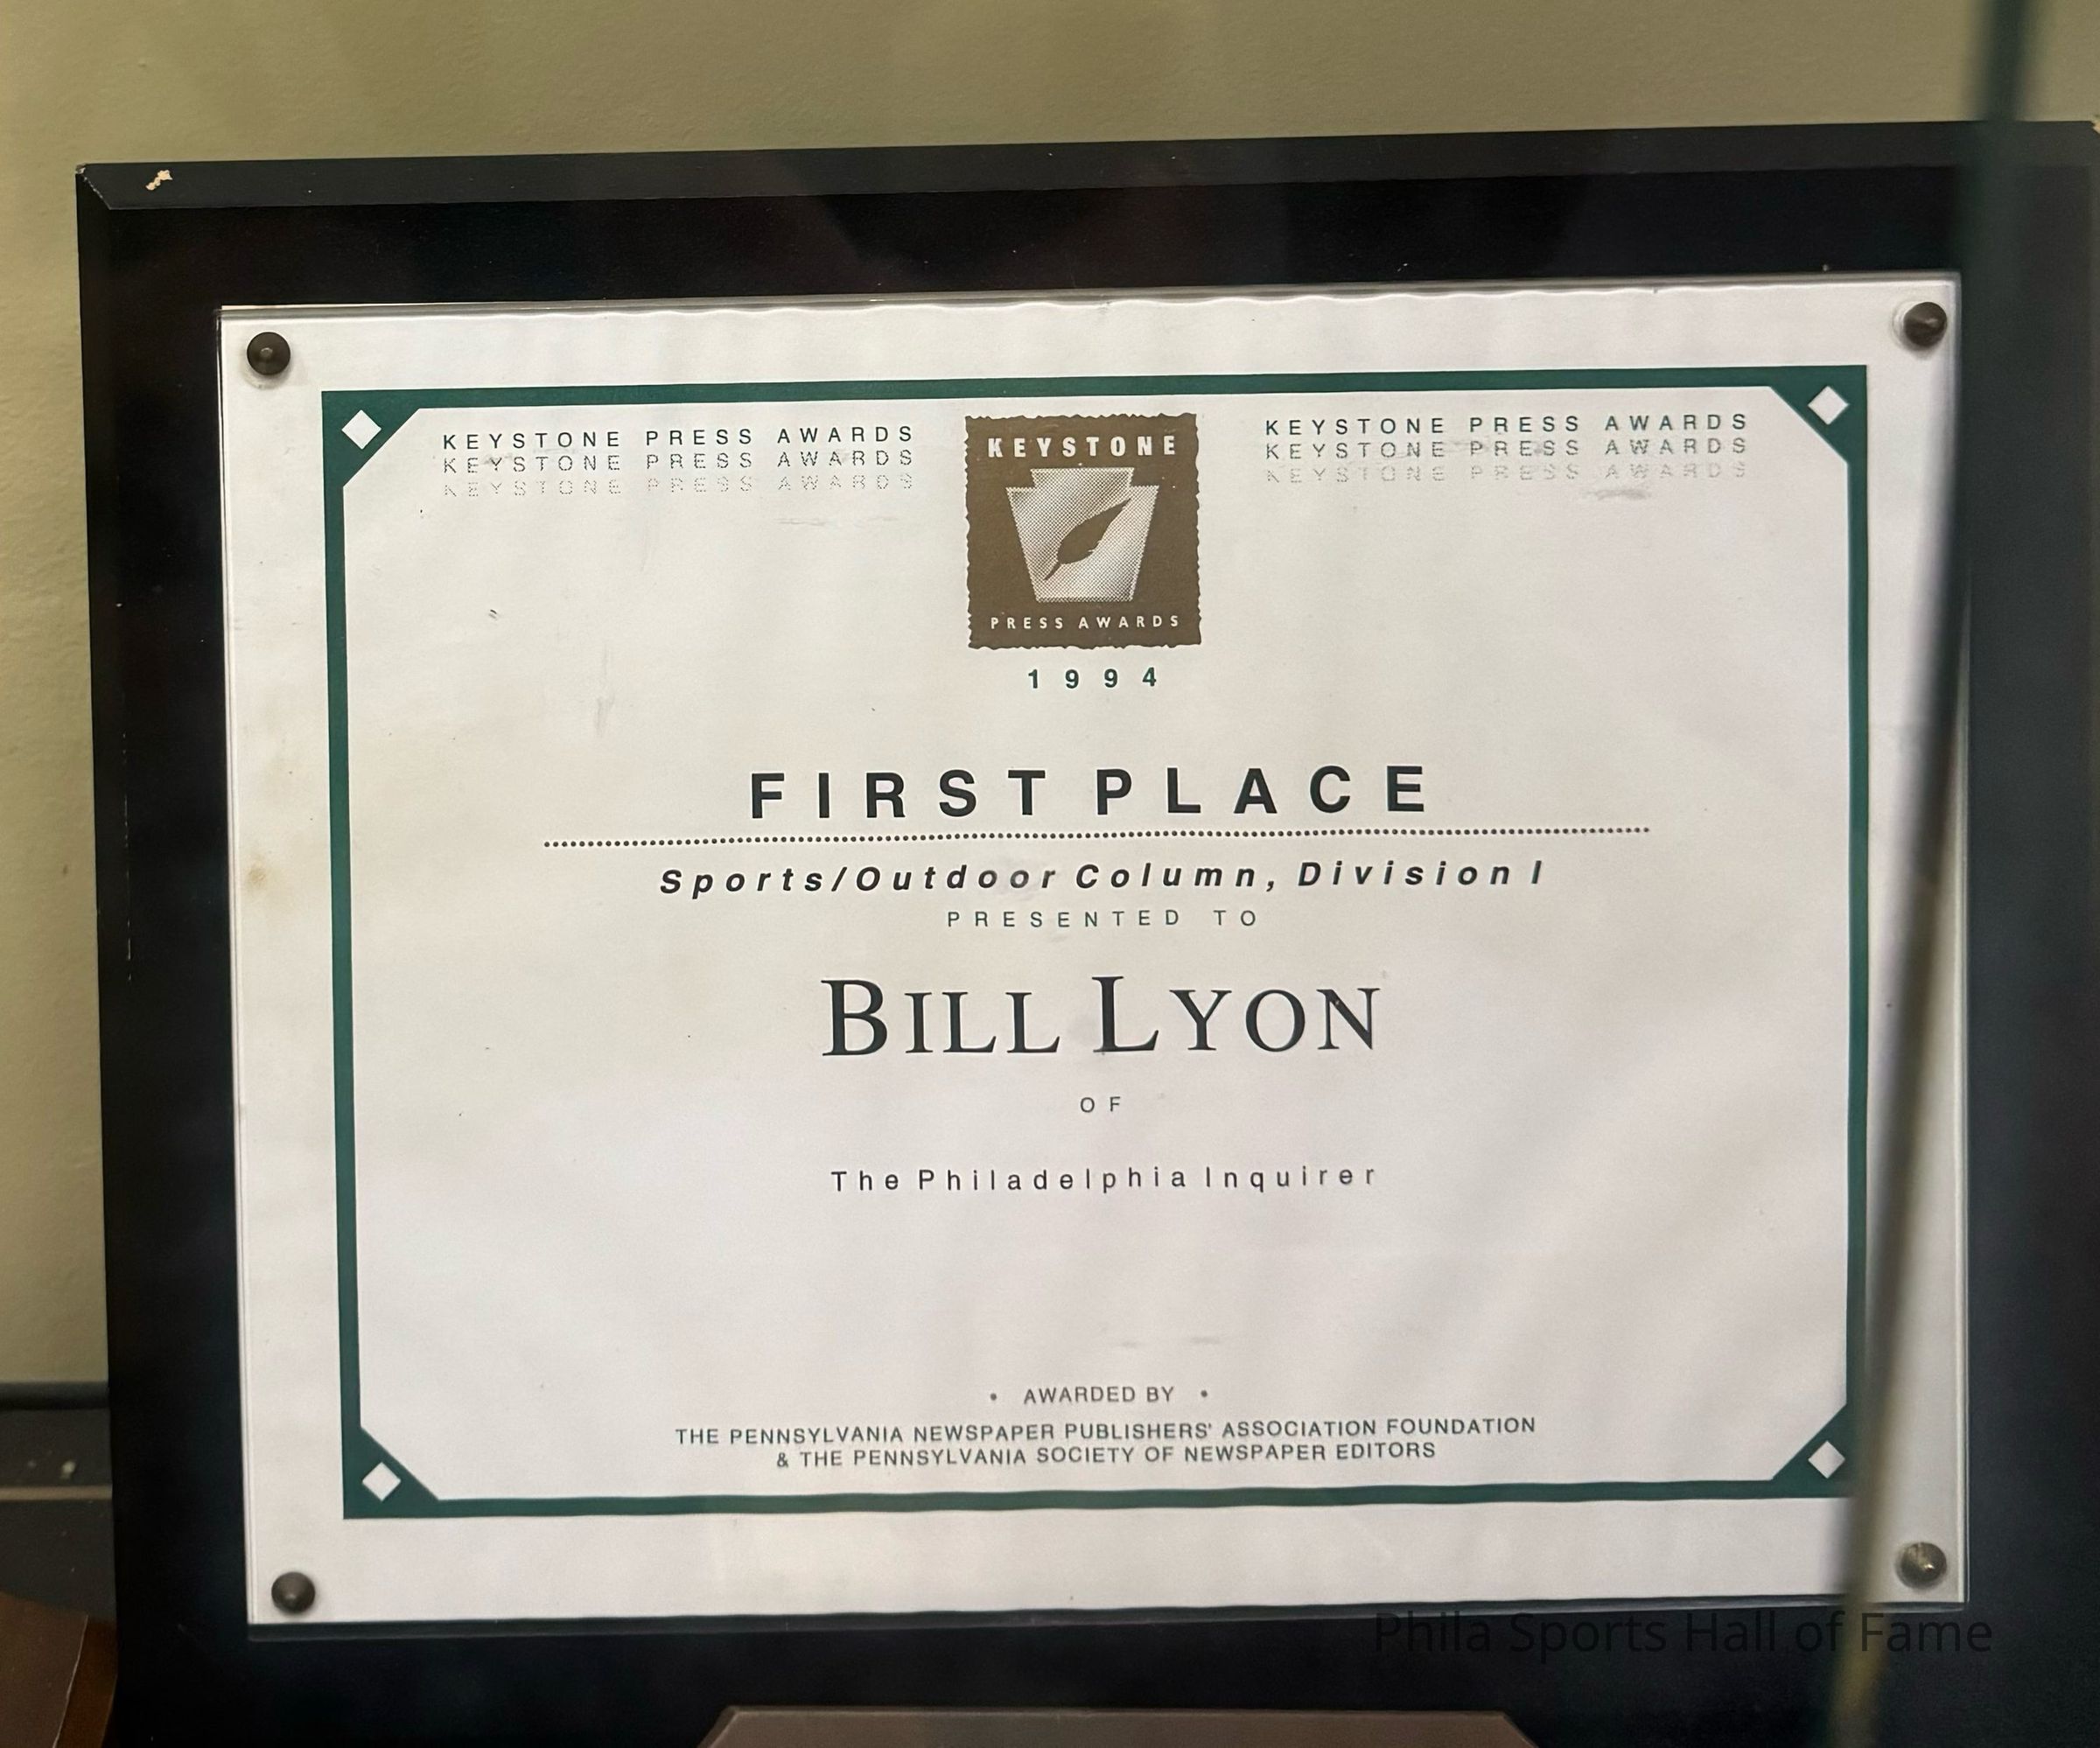 KEYSTONE PRESS AWARDS
KEYSTONE PRESS AWARDS
KEYSTONE PRESS AWARDS
KEYSTONE
PRESS AWARDS
KEYSTONE PRESS AWARDS
KEYSTONE PRESS AWARDS
KEYSTONE PRESS AWARDS
1994
FIRST PLACE
Sports/Outdoor Column, Division I
PRESENTED TO
BILL LYON
OF
The Philadelphia Inquirer
• AWARDED BY •
THE PENNSYLVANIA NEWSPAPER PUBLISHERS' ASSOCIATION FOUNDATION
& THE PENNSYLVANIA SOCIETY OF NEWSPAPER EDITORS
Phila Sports Hall of Fame